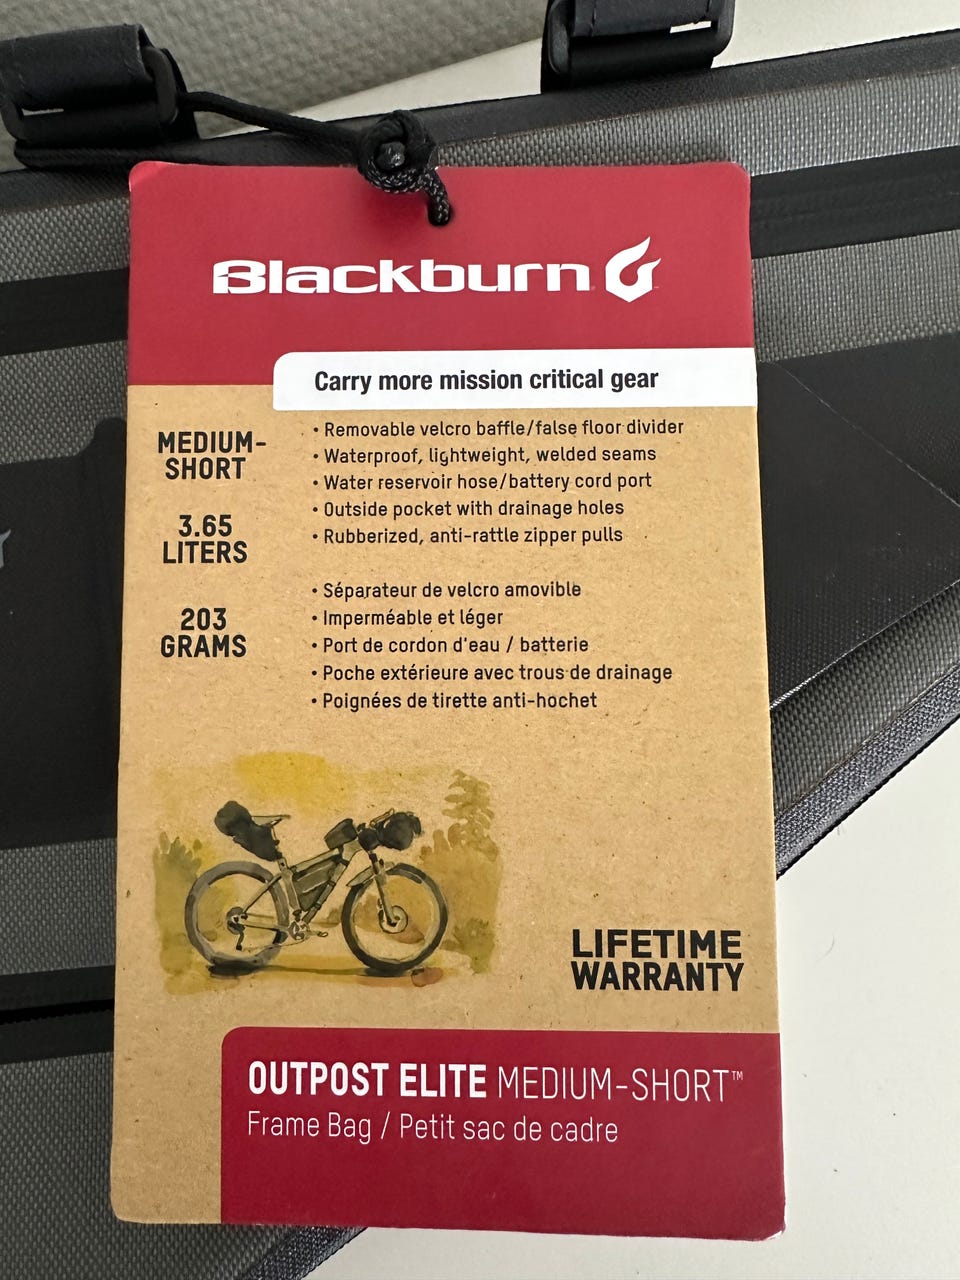 Blackburn
Carry more mission critical gear
MEDIUM-
SHORT
3.65
LITERS
203
GRAMS
• Removable velcro baffle/false floor divider
• Waterproof, lightweight, welded seams
• Water reservoir hose/battery cord port
• Outside pocket with drainage holes
• Rubberized, anti-rattle zipper pulls
• Séparateur de velcro amovible
• Imperméable et léger
• Port de cordon d'eau / batterie
• Poche extérieure avec trous de drainage
• Poignées de tirette anti-hochet
LIFETIME
WARRANTY
OUTPOST ELITE MEDIUM-SHORT™
Frame Bag / Petit sac de cadre